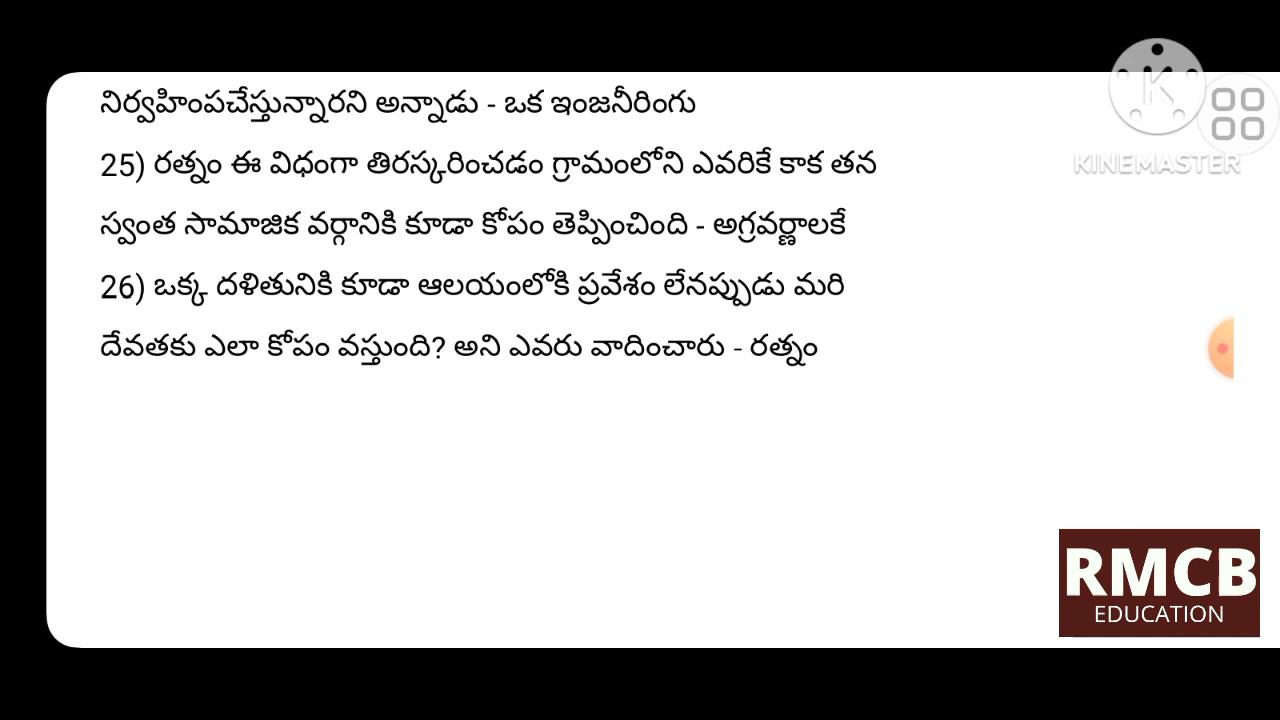 నిర్వహింపచేస్తున్నారని అన్నాడు - ఒక ఇంజనీరింగు
25) రత్నం ఈ విధంగా తిరస్కరించడం గ్రామంలోని ఎవరికే కాక తన
స్వంత సామాజిక వర్గానికి కూడా కోపం తెప్పించింది - అగ్రవర్ణాలకే
26) ఒక్క దళితునికి కూడా ఆలయంలోకి ప్రవేశం లేనప్పుడు మరి
దేవతకు ఎలా కోపం వస్తుంది? అని ఎవరు వాదించారు - రత్నం
K
KINEMASTER
RMCB
EDUCATION